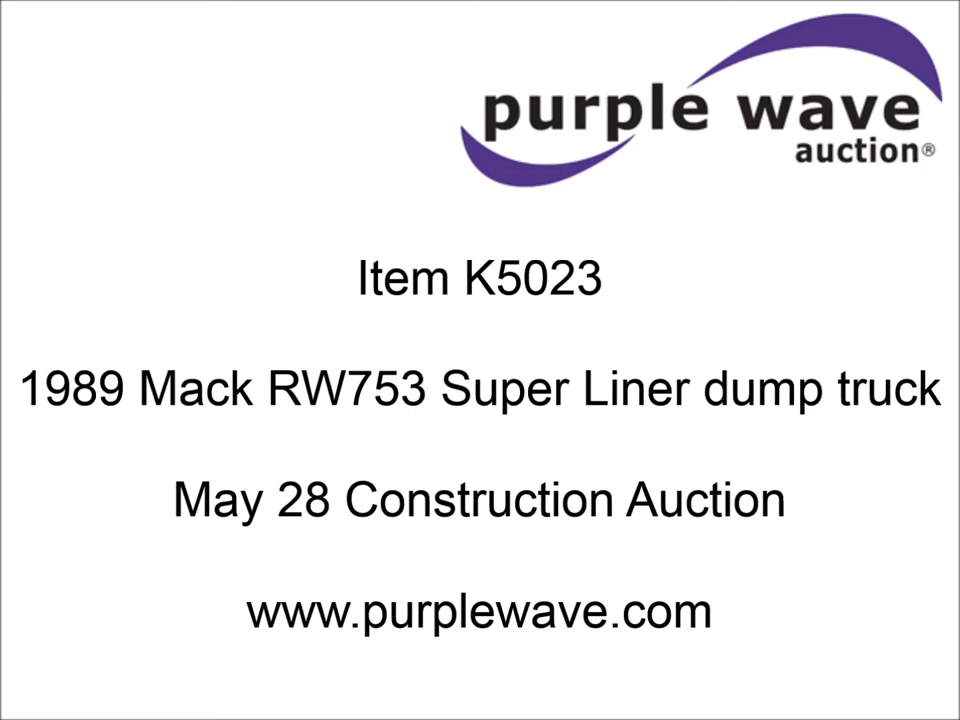 purple wave
auction®
Item K5023
1989 Mack RW753 Super Liner dump truck
May 28 Construction Auction
www.purplewave.com